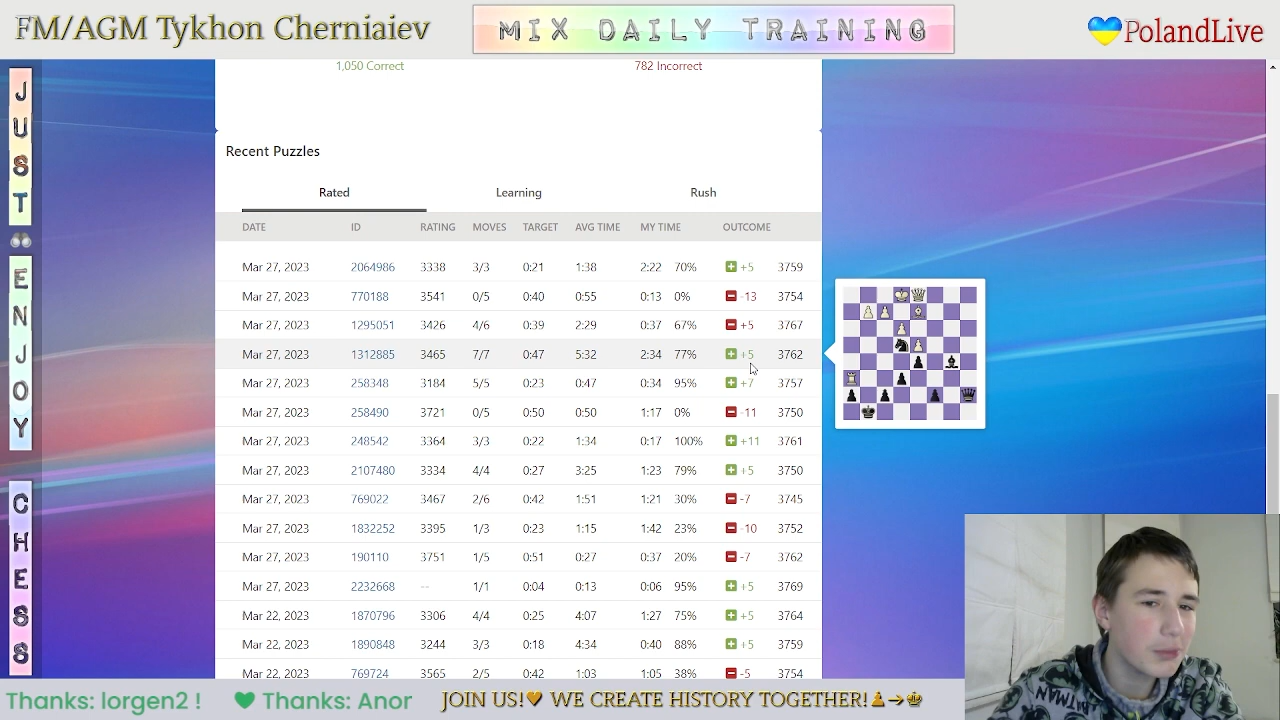 FM/AGM Tykhon Cherniaiev
MIX DAILY TRAINING
PolandLive
JUST
ENJOY
CHESS
1,050 Correct 782 Incorrect
Recent Puzzles
Rated Learning Rush
DATE ID RATING MOVES TARGET AVG TIME MY TIME OUTCOME
Mar 27, 2023 2064986 3338 3/3 0:21 1:38 2:22 70% +5 3759
Mar 27, 2023 770188 3541 0/5 0:40 0:55 0:13 0% -13 3754
Mar 27, 2023 1295051 3426 4/6 0:39 2:29 0:37 67% +5 3767
Mar 27, 2023 1312885 3465 7/7 0:47 5:32 2:34 77% +5 3762
Mar 27, 2023 258348 3184 5/5 0:23 0:47 0:34 95% +7 3757
Mar 27, 2023 258490 3721 0/5 0:50 0:50 1:17 0% -11 3750
Mar 27, 2023 248542 3364 3/3 0:22 1:34 0:17 100% +11 3761
Mar 27, 2023 2107480 3334 4/4 0:27 3:25 1:23 79% +5 3750
Mar 27, 2023 769022 3467 2/6 0:42 1:51 1:21 30% -7 3745
Mar 27, 2023 1832252 3395 1/3 0:23 1:15 1:42 23% -10 3752
Mar 27, 2023 190110 3751 1/5 0:51 0:27 0:37 20% -7 3762
Mar 27, 2023 2232668 -- 1/1 0:04 0:13 0:06 95% +5 3769
Mar 22, 2023 1870796 3306 4/4 0:25 4:07 1:27 75% +5 3764
Mar 22, 2023 1890848 3244 3/3 0:18 4:34 0:40 88% +5 3759
Mar 22, 2023 769724 3565 2/5 0:42 1:03 1:05 38% -5 3754
BATMAN
Thanks: lorgen2 ! Thanks: Anor JOIN US! WE CREATE HISTORY TOGETHER!